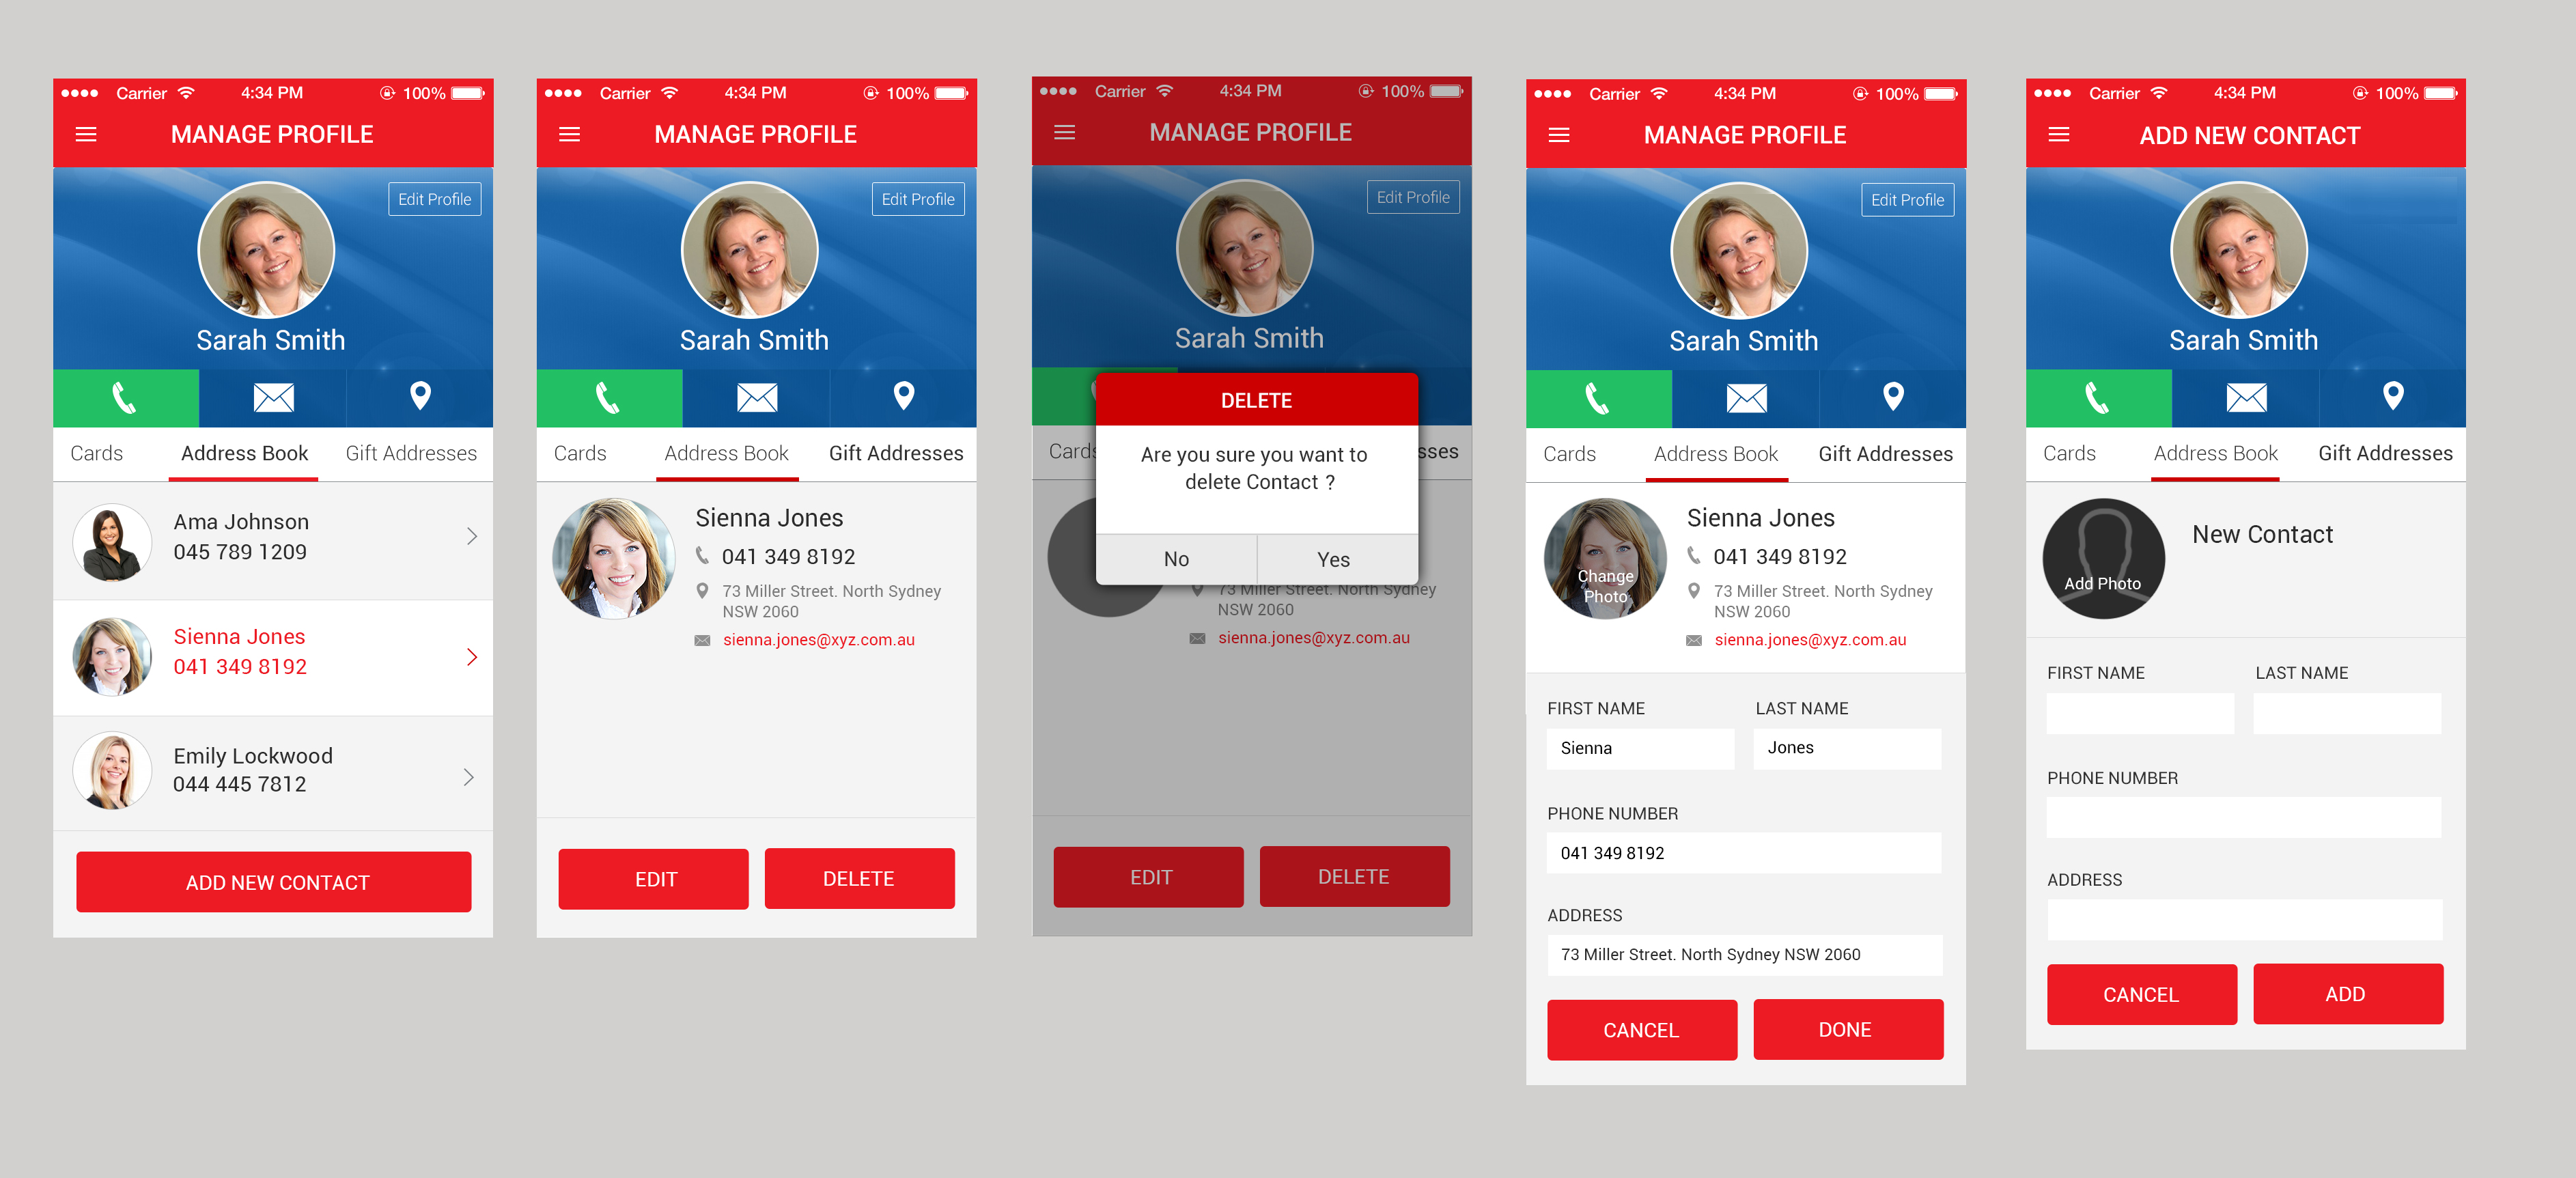 Carrier 4:34 PM 100%
MANAGE PROFILE
Edit Profile
Sarah Smith
Cards Address Book Gift Addresses
Ama Johnson
045 789 1209
Sienna Jones
041 349 8192
Emily Lockwood
044 445 7812
ADD NEW CONTACT
Carrier 4:34 PM 100%
MANAGE PROFILE
Edit Profile
Sarah Smith
Cards Address Book Gift Addresses
Sienna Jones
041 349 8192
73 Miller Street. North Sydney
NSW 2060
sienna.jones@xyz.com.au
EDIT DELETE
Carrier 4:34 PM 100%
MANAGE PROFILE
Edit Profile
Sarah Smith
DELETE
Cards sses
Are you sure you want to
delete Contact ?
No Yes
73 Miller Street. North Sydney
NSW 2060
sienna.jones@xyz.com.au
EDIT DELETE
Carrier 4:34 PM 100%
MANAGE PROFILE
Edit Profile
Sarah Smith
Cards Address Book Gift Addresses
Change
Photo
Sienna Jones
041 349 8192
73 Miller Street. North Sydney
NSW 2060
sienna.jones@xyz.com.au
FIRST NAME LAST NAME
Sienna Jones
PHONE NUMBER
041 349 8192
ADDRESS
73 Miller Street. North Sydney NSW 2060
CANCEL DONE
Carrier 4:34 PM 100%
ADD NEW CONTACT
Sarah Smith
Cards Address Book Gift Addresses
New Contact
Add Photo
FIRST NAME LAST NAME
PHONE NUMBER
ADDRESS
CANCEL ADD